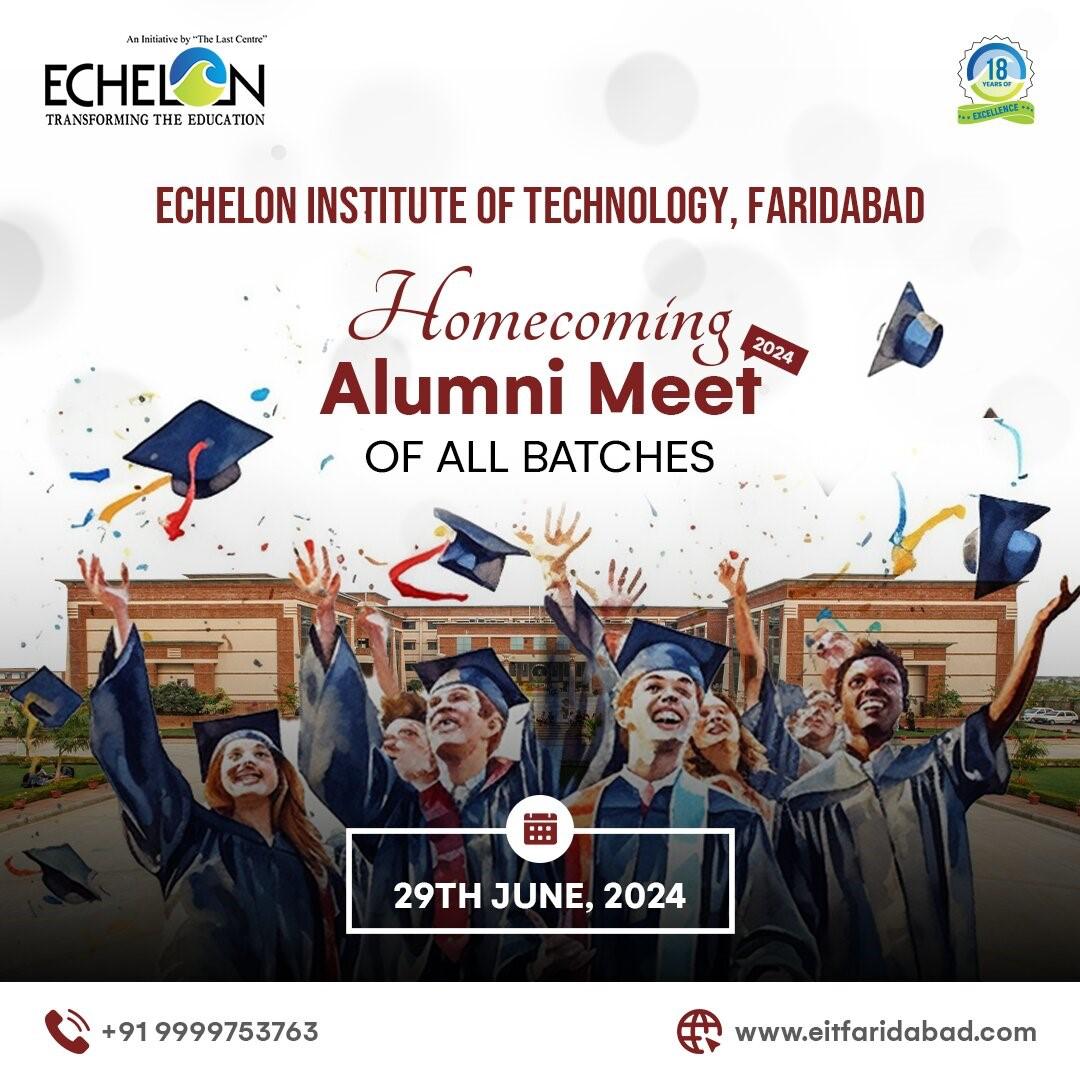 An Initiative by "The Last Centre"
ECHELON
TRANSFORMING THE EDUCATION
18
YEARS OF
EXCELLENCE
ECHELON INSTITUTE OF TECHNOLOGY, FARIDABAD
Homecoming
2024
Alumni Meet
OF ALL BATCHES
29TH JUNE, 2024
+91 9999753763
www.eitfaridabad.com